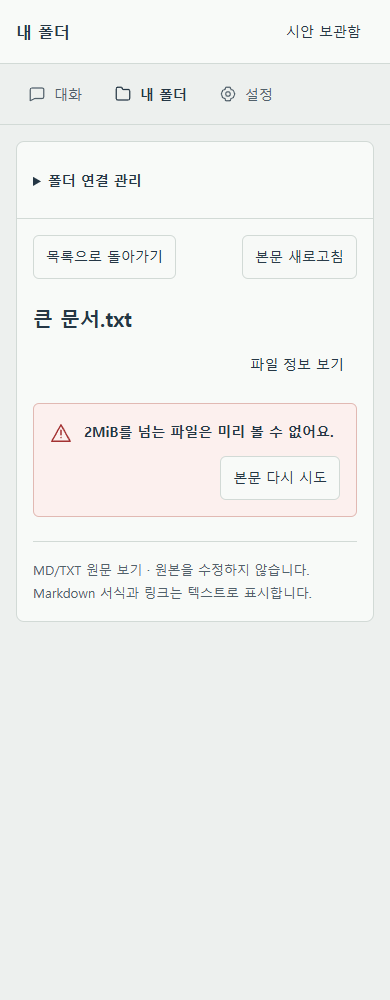 내 폴더
시안 보관함
대화
내 폴더
설정
▶ 폴더 연결 관리
목록으로 돌아가기
본문 새로고침
큰 문서.txt
파일 정보 보기
2MiB를 넘는 파일은 미리 볼 수 없어요.
본문 다시 시도
MD/TXT 원문 보기 · 원본을 수정하지 않습니다.
Markdown 서식과 링크는 텍스트로 표시합니다.